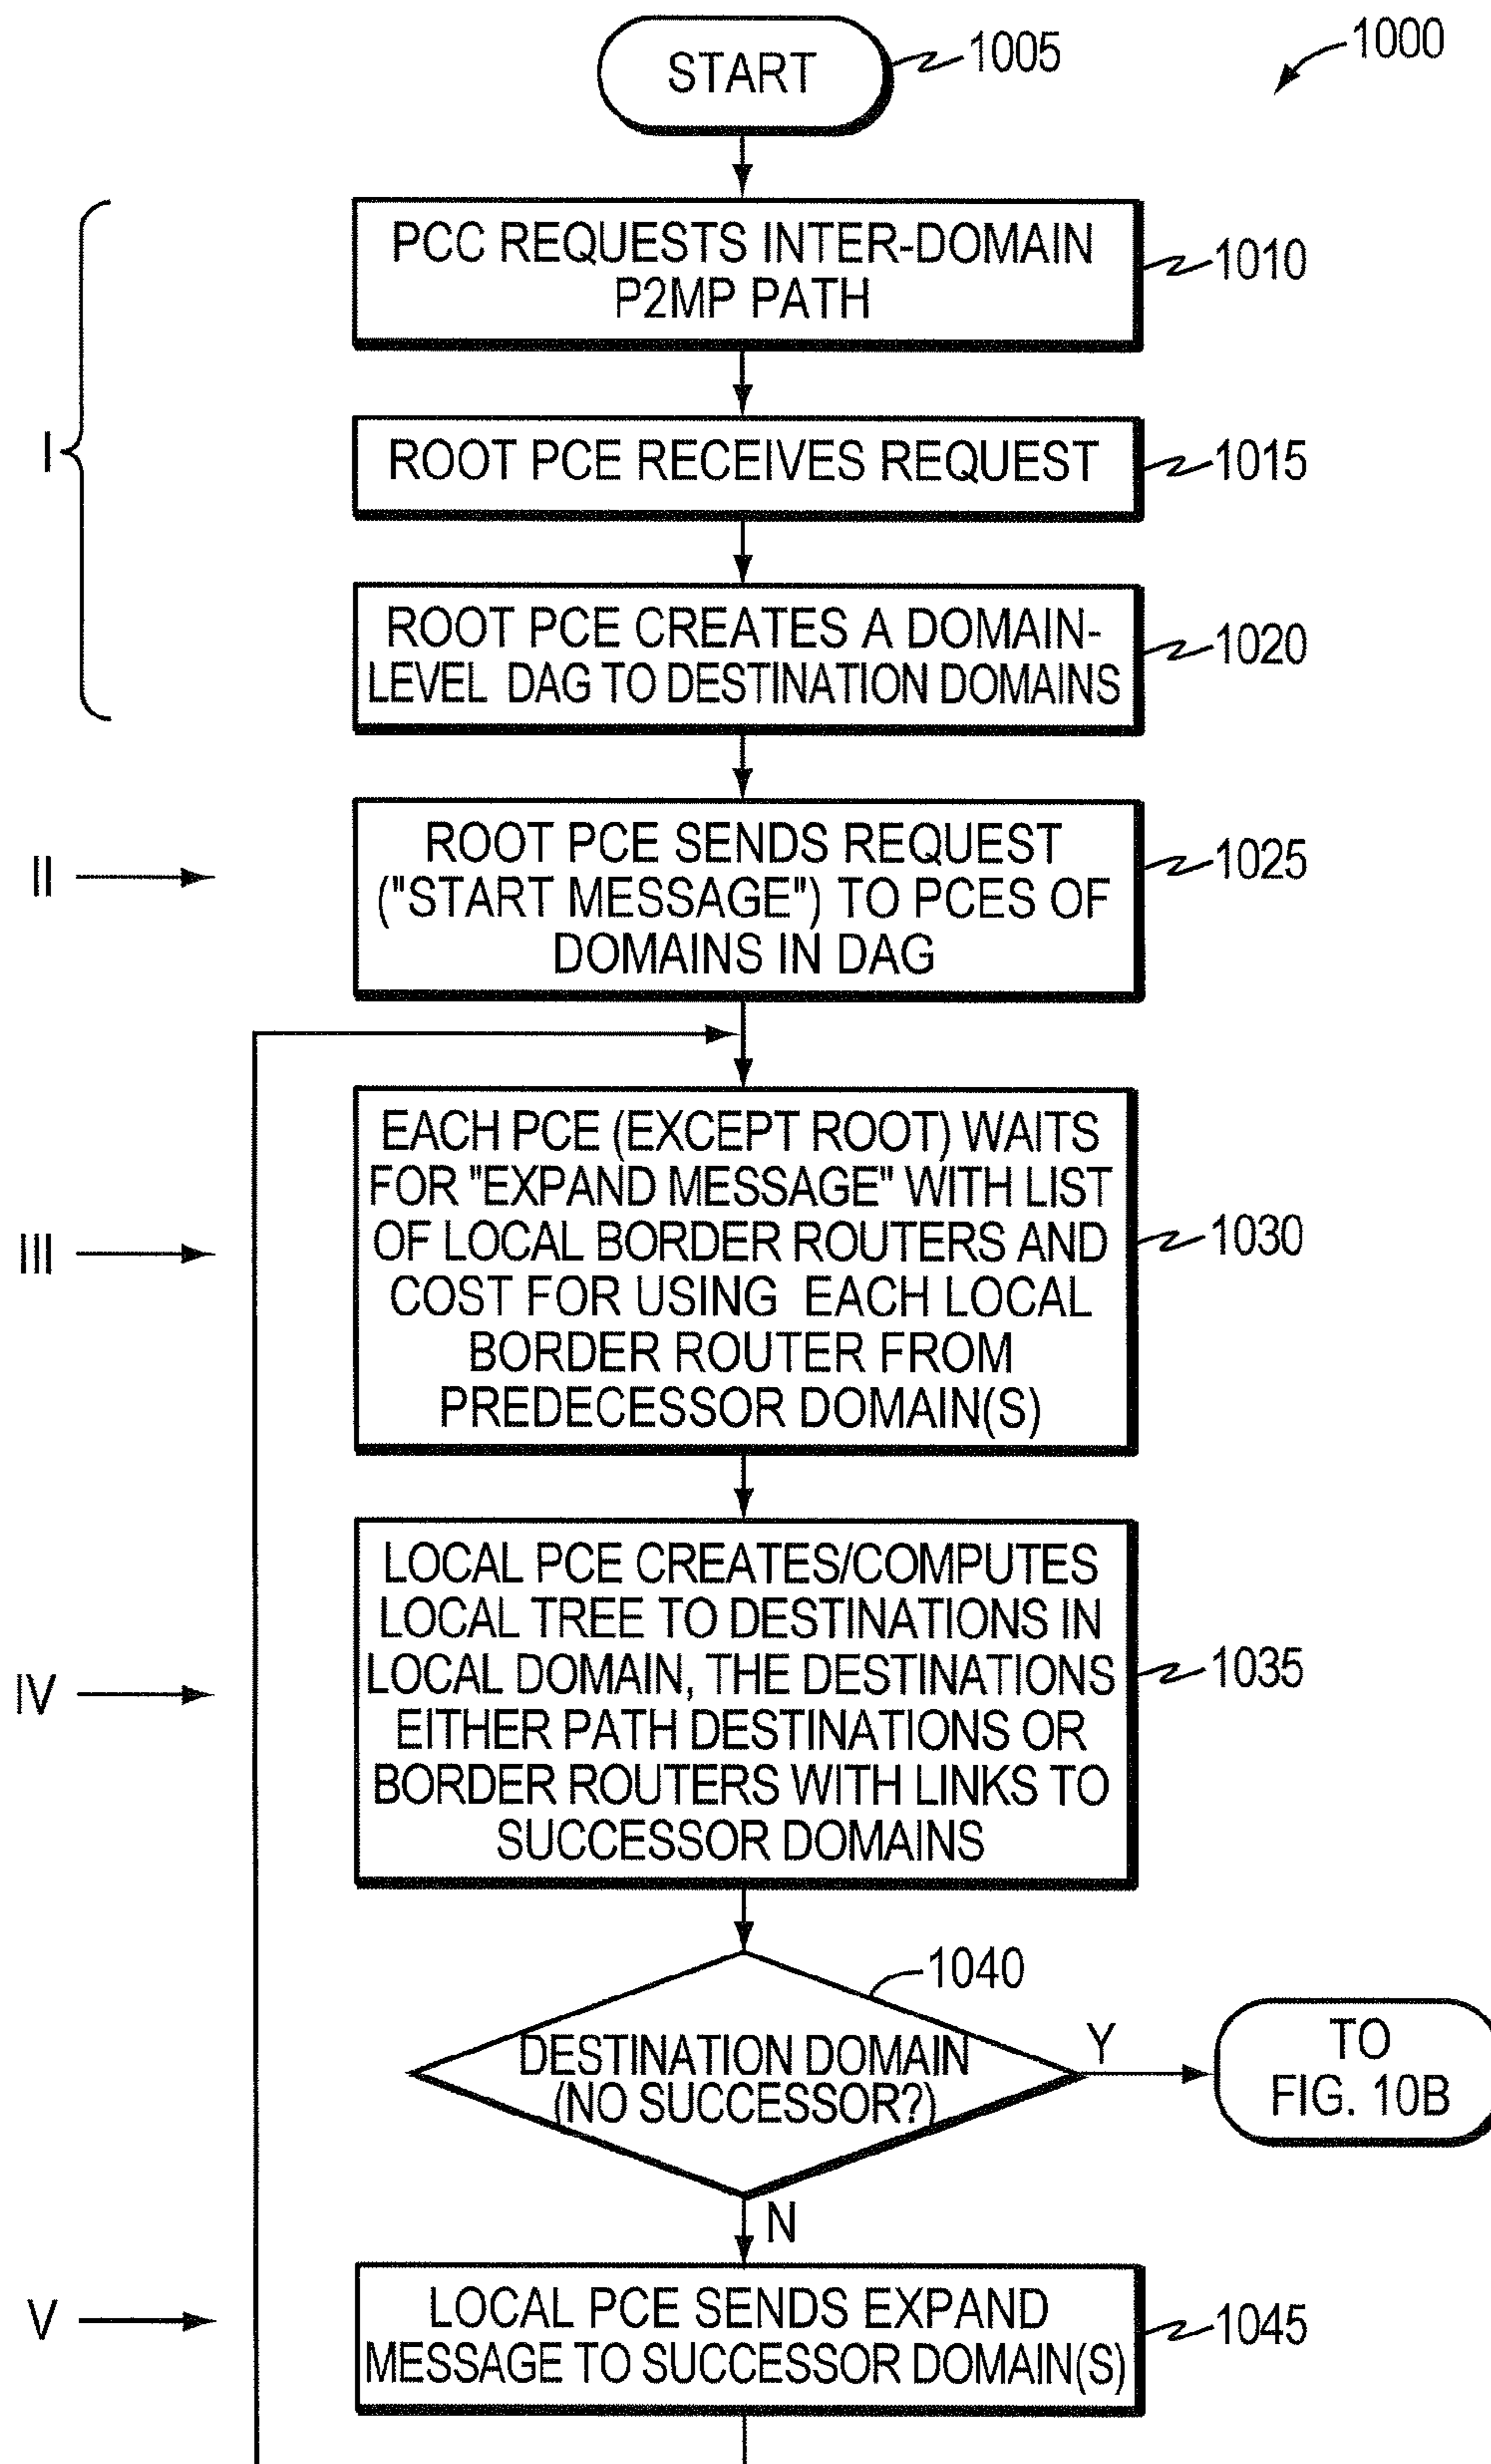 START
1005
1000
PCC REQUESTS INTER-DOMAIN
P2MP PATH
1010
I
ROOT PCE RECEIVES REQUEST
1015
ROOT PCE CREATES A DOMAIN-
LEVEL DAG TO DESTINATION DOMAINS
1020
II
ROOT PCE SENDS REQUEST
("START MESSAGE") TO PCES OF
DOMAINS IN DAG
1025
III
EACH PCE (EXCEPT ROOT) WAITS
FOR "EXPAND MESSAGE" WITH LIST
OF LOCAL BORDER ROUTERS AND
COST FOR USING EACH LOCAL
BORDER ROUTER FROM
PREDECESSOR DOMAIN(S)
1030
IV
LOCAL PCE CREATES/COMPUTES
LOCAL TREE TO DESTINATIONS IN
LOCAL DOMAIN, THE DESTINATIONS
EITHER PATH DESTINATIONS OR
BORDER ROUTERS WITH LINKS TO
SUCCESSOR DOMAINS
1035
1040
DESTINATION DOMAIN
(NO SUCCESSOR?)
Y
TO
FIG. 10B
N
V
LOCAL PCE SENDS EXPAND
MESSAGE TO SUCCESSOR DOMAIN(S)
1045